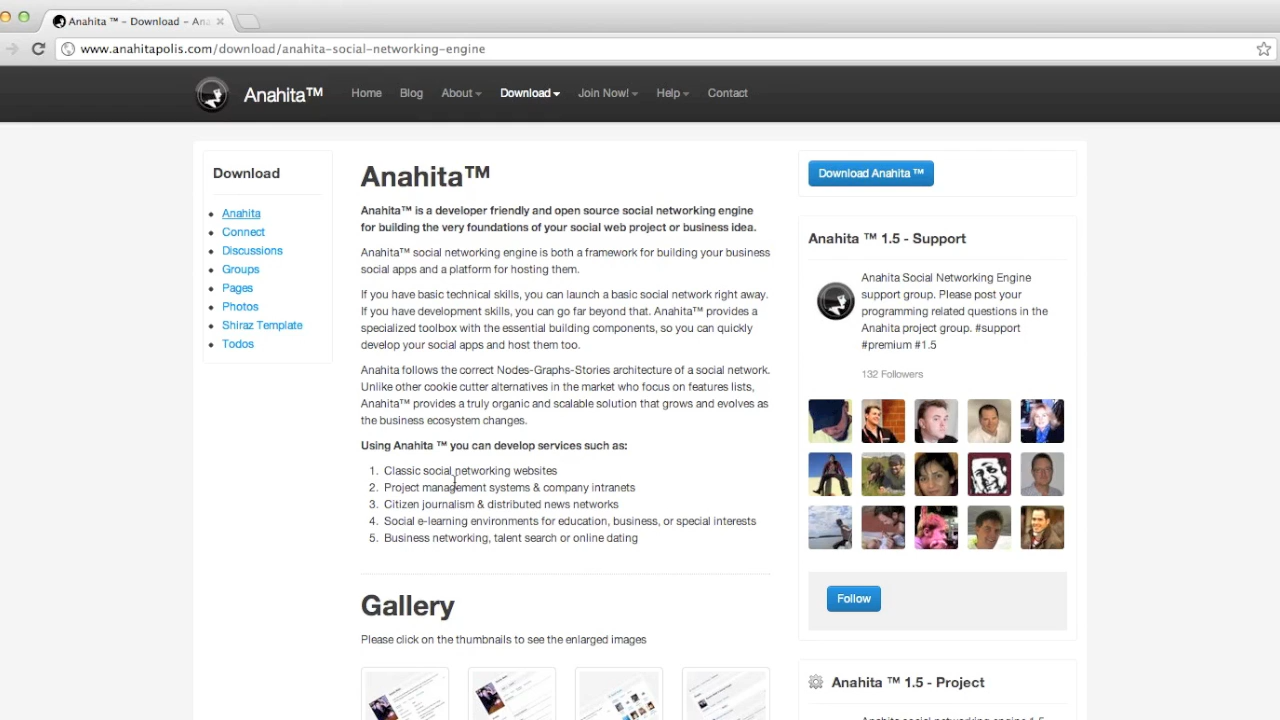 Anahita ™ – Download – Ana
www.anahitapolis.com/download/anahita-social-networking-engine
Anahita™
Home
Blog
About
Download
Join Now!
Help
Contact
Download
Anahita
Connect
Discussions
Groups
Pages
Photos
Shiraz Template
Todos
Anahita™
Anahita™ is a developer friendly and open source social networking engine
for building the very foundations of your social web project or business idea.
Anahita™ social networking engine is both a framework for building your business
social apps and a platform for hosting them.
If you have basic technical skills, you can launch a basic social network right away.
If you have development skills, you can go far beyond that. Anahita™ provides a
specialized toolbox with the essential building components, so you can quickly
develop your social apps and host them too.
Anahita follows the correct Nodes-Graphs-Stories architecture of a social network.
Unlike other cookie cutter alternatives in the market who focus on features lists,
Anahita™ provides a truly organic and scalable solution that grows and evolves as
the business ecosystem changes.
Using Anahita ™ you can develop services such as:
1. Classic social networking websites
2. Project management systems & company intranets
3. Citizen journalism & distributed news networks
4. Social e-learning environments for education, business, or special interests
5. Business networking, talent search or online dating
Gallery
Please click on the thumbnails to see the enlarged images
Download Anahita ™
Anahita ™ 1.5 - Support
Anahita Social Networking Engine
support group. Please post your
programming related questions in the
Anahita project group. #support
#premium #1.5
132 Followers
Follow
Anahita ™ 1.5 - Project
Anahita social networking engine 1.5